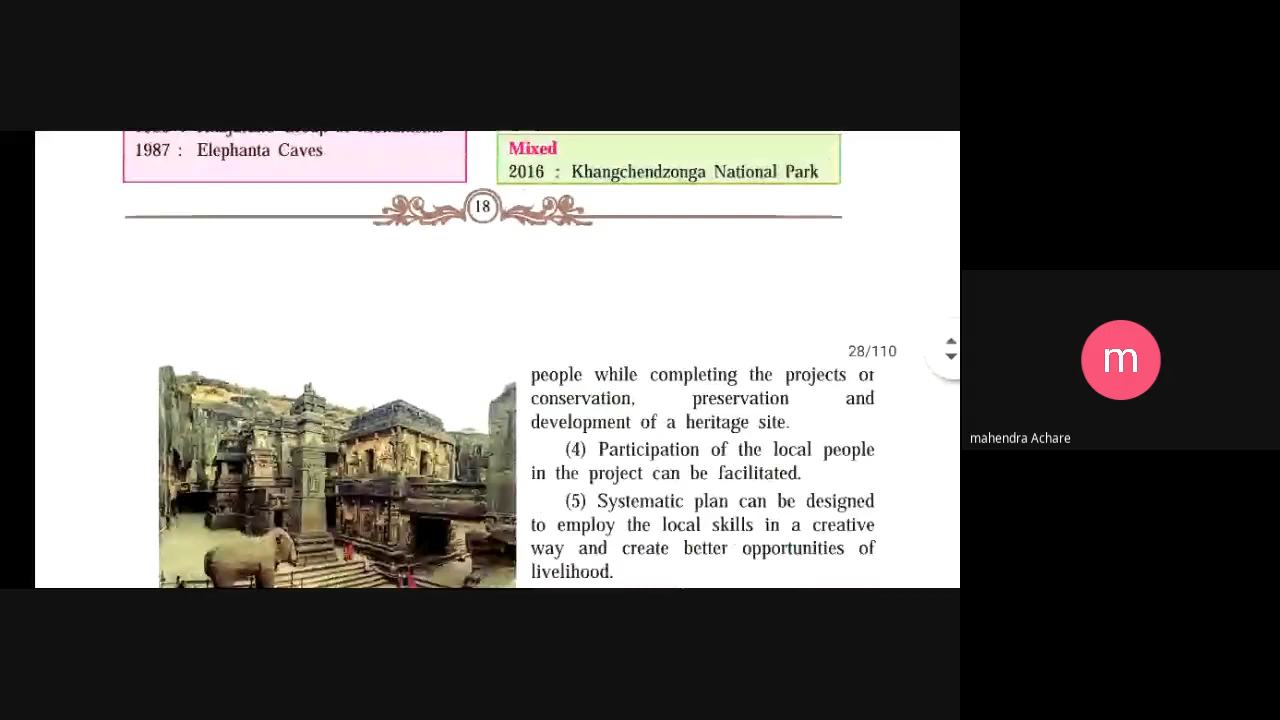 1987 : Elephanta Caves
Mixed
2016 : Khangchendzonga National Park
18
28/110
people while completing the projects or
conservation, preservation and
development of a heritage site.
(4) Participation of the local people
in the project can be facilitated.
(5) Systematic plan can be designed
to employ the local skills in a creative
way and create better opportunities of
livelihood.
m
mahendra Achare